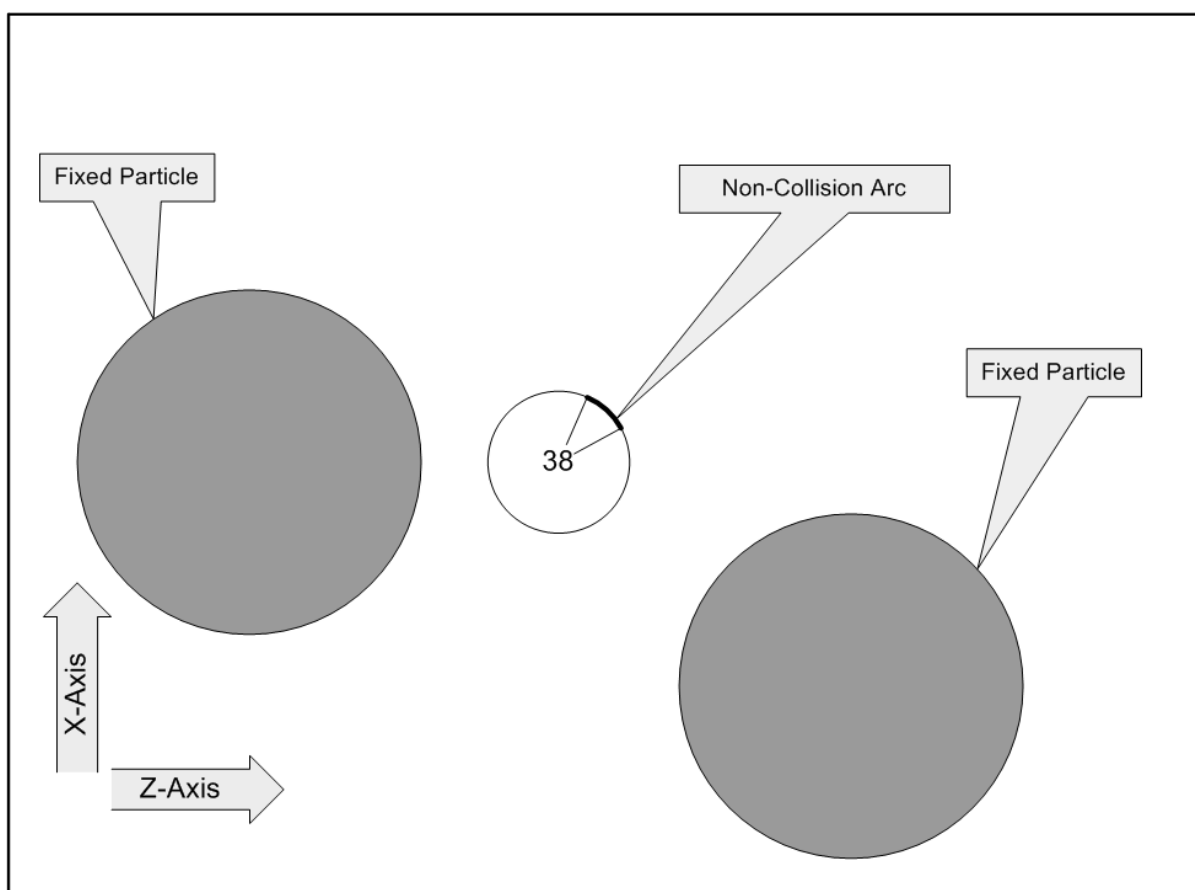 Fixed Particle
Non-Collision Arc
Fixed Particle
38
X-Axis
Z-Axis